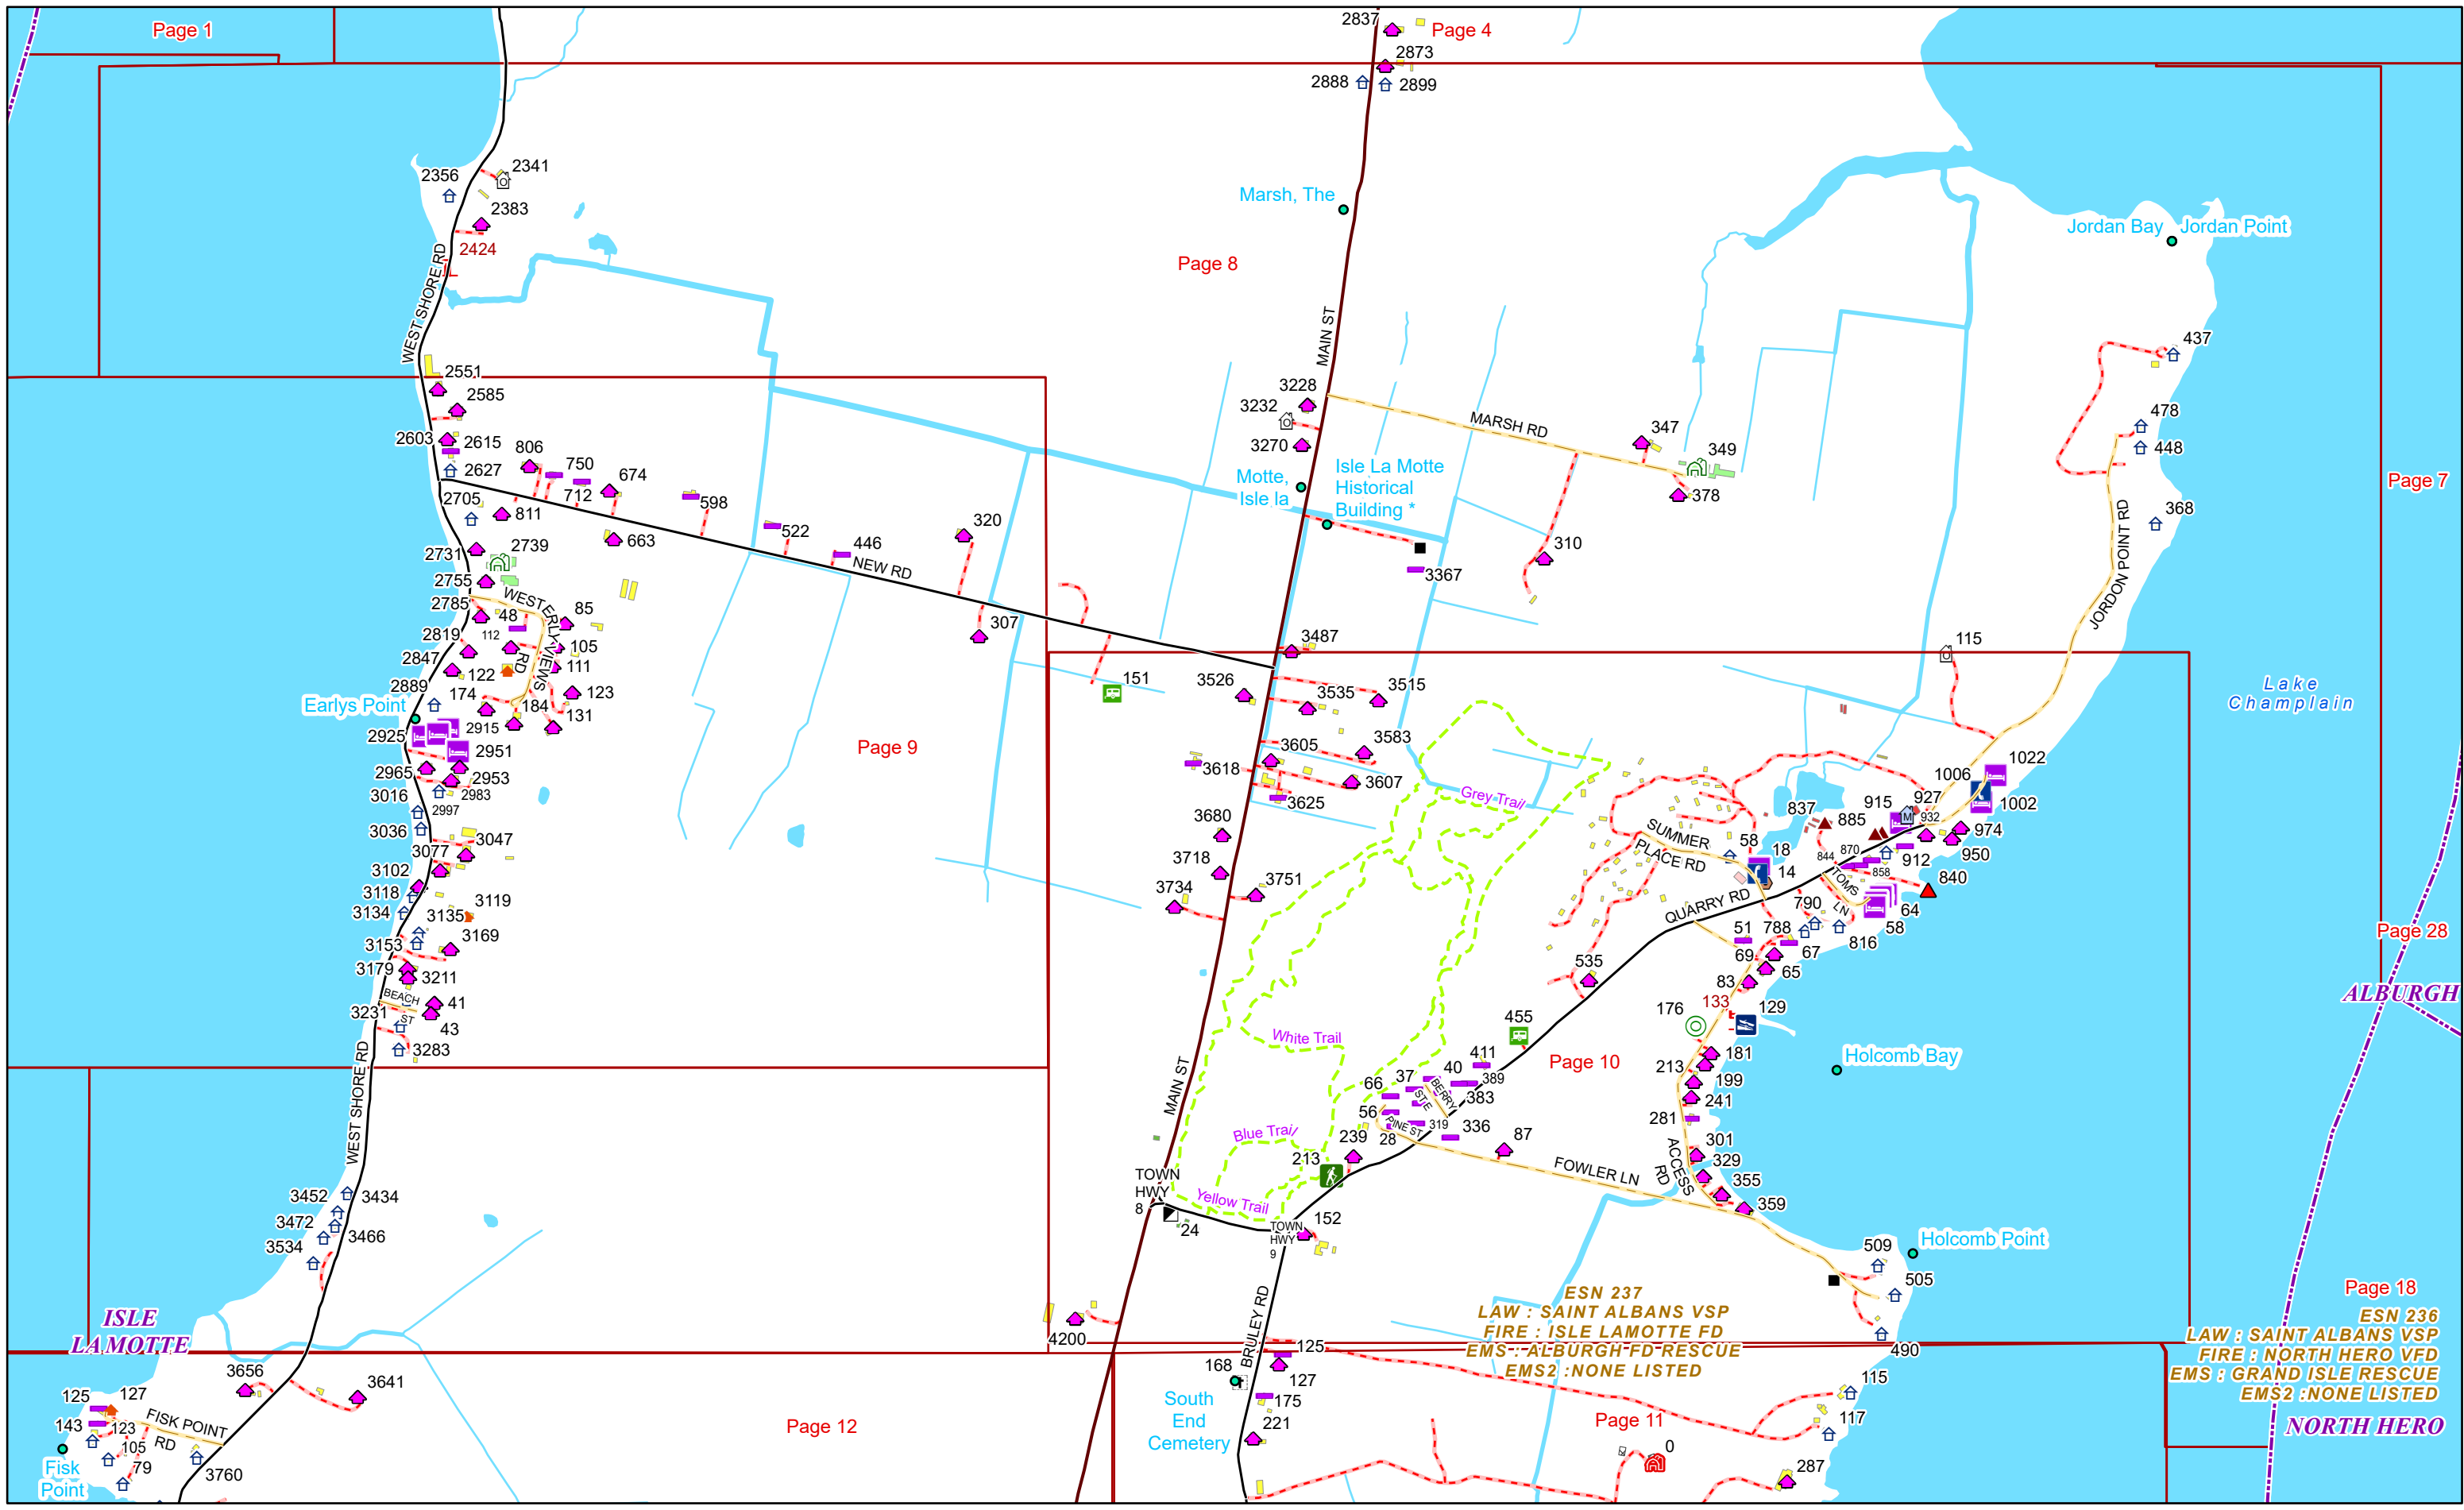 Page 1
2837
Page 4
2873
2888
2899
2341
2356
2383
2424
WEST SHORE RD
Marsh, The
Page 8
Jordan Bay
Jordan Point
437
MAIN ST
478
448
368
JORDON POINT RD
Page 7
2551
2585
2603
2615
2627
806
750
674
712
598
2705
811
663
522
446
NEW RD
320
307
3228
3232
3270
MARSH RD
347
349
378
310
Motte,
Isle la
Isle La Motte
Historical
Building *
3367
3487
115
2731
2739
2755
2785
WESTERLY VIEWS
RD
48
85
112
105
111
2819
2847
122
123
131
2889
174
184
Earlys Point
2915
2925
2951
2965
2953
2983
3016
2997
3036
3047
3077
3102
3118
3119
3134
3135
3153
3169
3179
3211
BEACH
ST
41
43
3231
3283
WEST SHORE RD
Page 9
151
3526
3535
3515
3605
3583
3618
3607
3625
3680
3718
3734
3751
Grey Trail
White Trail
Blue Trail
Yellow Trail
Lake
Champlain
1022
1006
1002
927
915
932
974
950
837
885
912
870
844
858
840
SUMMER
PLACE RD
58
18
14
TOMS
LN
64
58
790
816
QUARRY RD
51
788
67
69
65
83
133
129
176
535
455
Page 10
Page 28
ALBURGH
Holcomb Bay
181
213
199
241
281
301
329
355
359
ACCESS
RD
411
40
389
383
37
66
56
BERRY
ST/E
PINE ST
28
319
336
87
239
213
FOWLER LN
MAIN ST
TOWN
HWY
8
24
TOWN
HWY
9
152
Holcomb Point
509
505
490
3452
3434
3472
3466
3534
ISLE
LA MOTTE
4200
BRULEY RD
ESN 237
LAW : SAINT ALBANS VSP
FIRE : ISLE LAMOTTE FD
EMS : ALBURGH FD RESCUE
EMS2 :NONE LISTED
Page 18
ESN 236
LAW : SAINT ALBANS VSP
FIRE : NORTH HERO VFD
EMS : GRAND ISLE RESCUE
EMS2 :NONE LISTED
NORTH HERO
3656
3641
125
127
143
123
105
79
FISK POINT
RD
3760
Fisk
Point
Page 12
125
168
127
175
221
South
End
Cemetery
Page 11
0
115
117
287